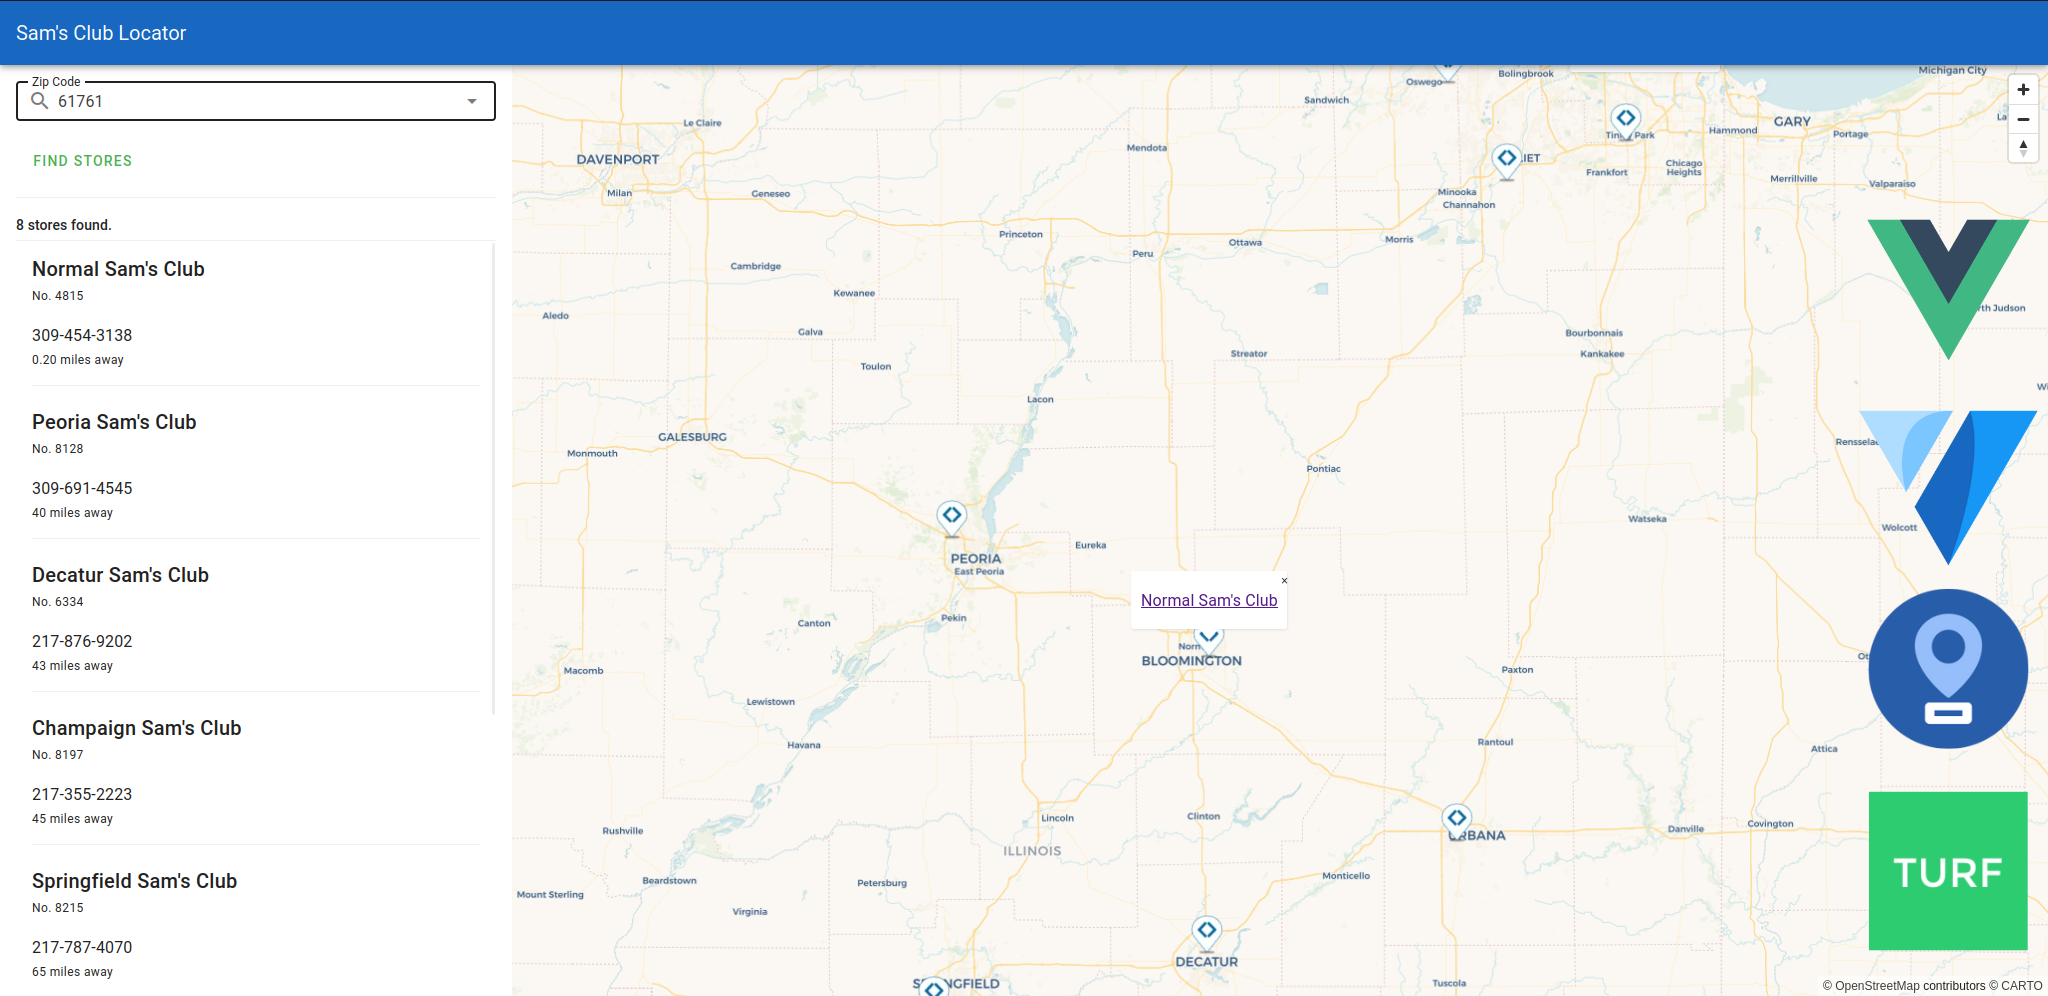 Sam's Club Locator
Zip Code
61761
FIND STORES
8 stores found.
Normal Sam's Club
No. 4815
309-454-3138
0.20 miles away
Peoria Sam's Club
No. 8128
309-691-4545
40 miles away
Decatur Sam's Club
No. 6334
217-876-9202
43 miles away
Champaign Sam's Club
No. 8197
217-355-2223
45 miles away
Springfield Sam's Club
No. 8215
217-787-4070
65 miles away
Oswego
Bolingbrook
Michigan City
Sandwich
Le Claire
GARY
Hammond
Portage
Park
Mendota
DAVENPORT
Chicago
Heights
Frankfort
Merrillville
Valparaiso
Milan
Geneseo
Minooka
Channahon
Princeton
Ottawa
Morris
Peru
Cambridge
Kewanee
Aledo
Judson
Galva
Bourbonnais
Kankakee
Streator
Toulon
Lacon
GALESBURG
Monmouth
Pontiac
Watseka
Wolcott
Eureka
PEORIA
East Peoria
×
Normal Sam's Club
Pekin
Canton
BLOOMINGTON
Macomb
Paxton
Lewistown
Havana
Rantoul
Attica
Lincoln
Clinton
Rushville
Danville
Covington
ILLINOIS
Beardstown
Petersburg
Monticello
Mount Sterling
Virginia
TURF
DECATUR
Tuscola
© OpenStreetMap contributors © CARTO